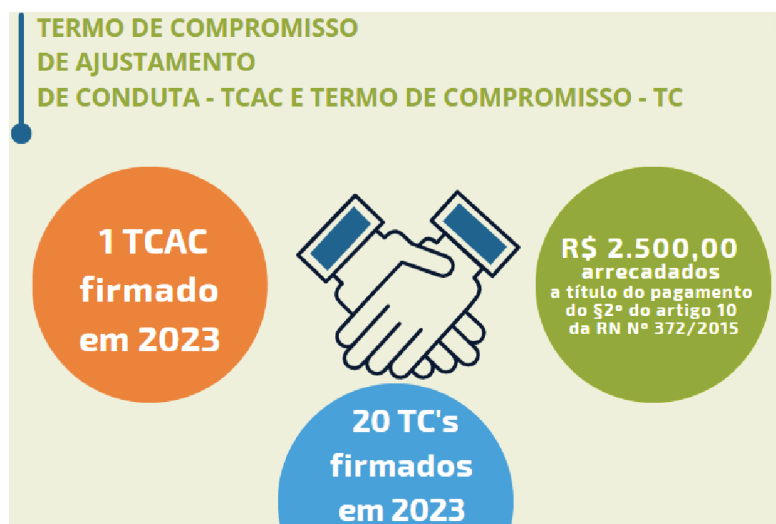 TERMO DE COMPROMISSO
DE AJUSTAMENTO
DE CONDUTA - TCAC E TERMO DE COMPROMISSO - TC
1 TCAC
firmado
em 2023
R$ 2.500,00
arrecadados
a título do pagamento
do §2º do artigo 10
da RN Nº 372/2015
20 TC's
firmados
em 2023